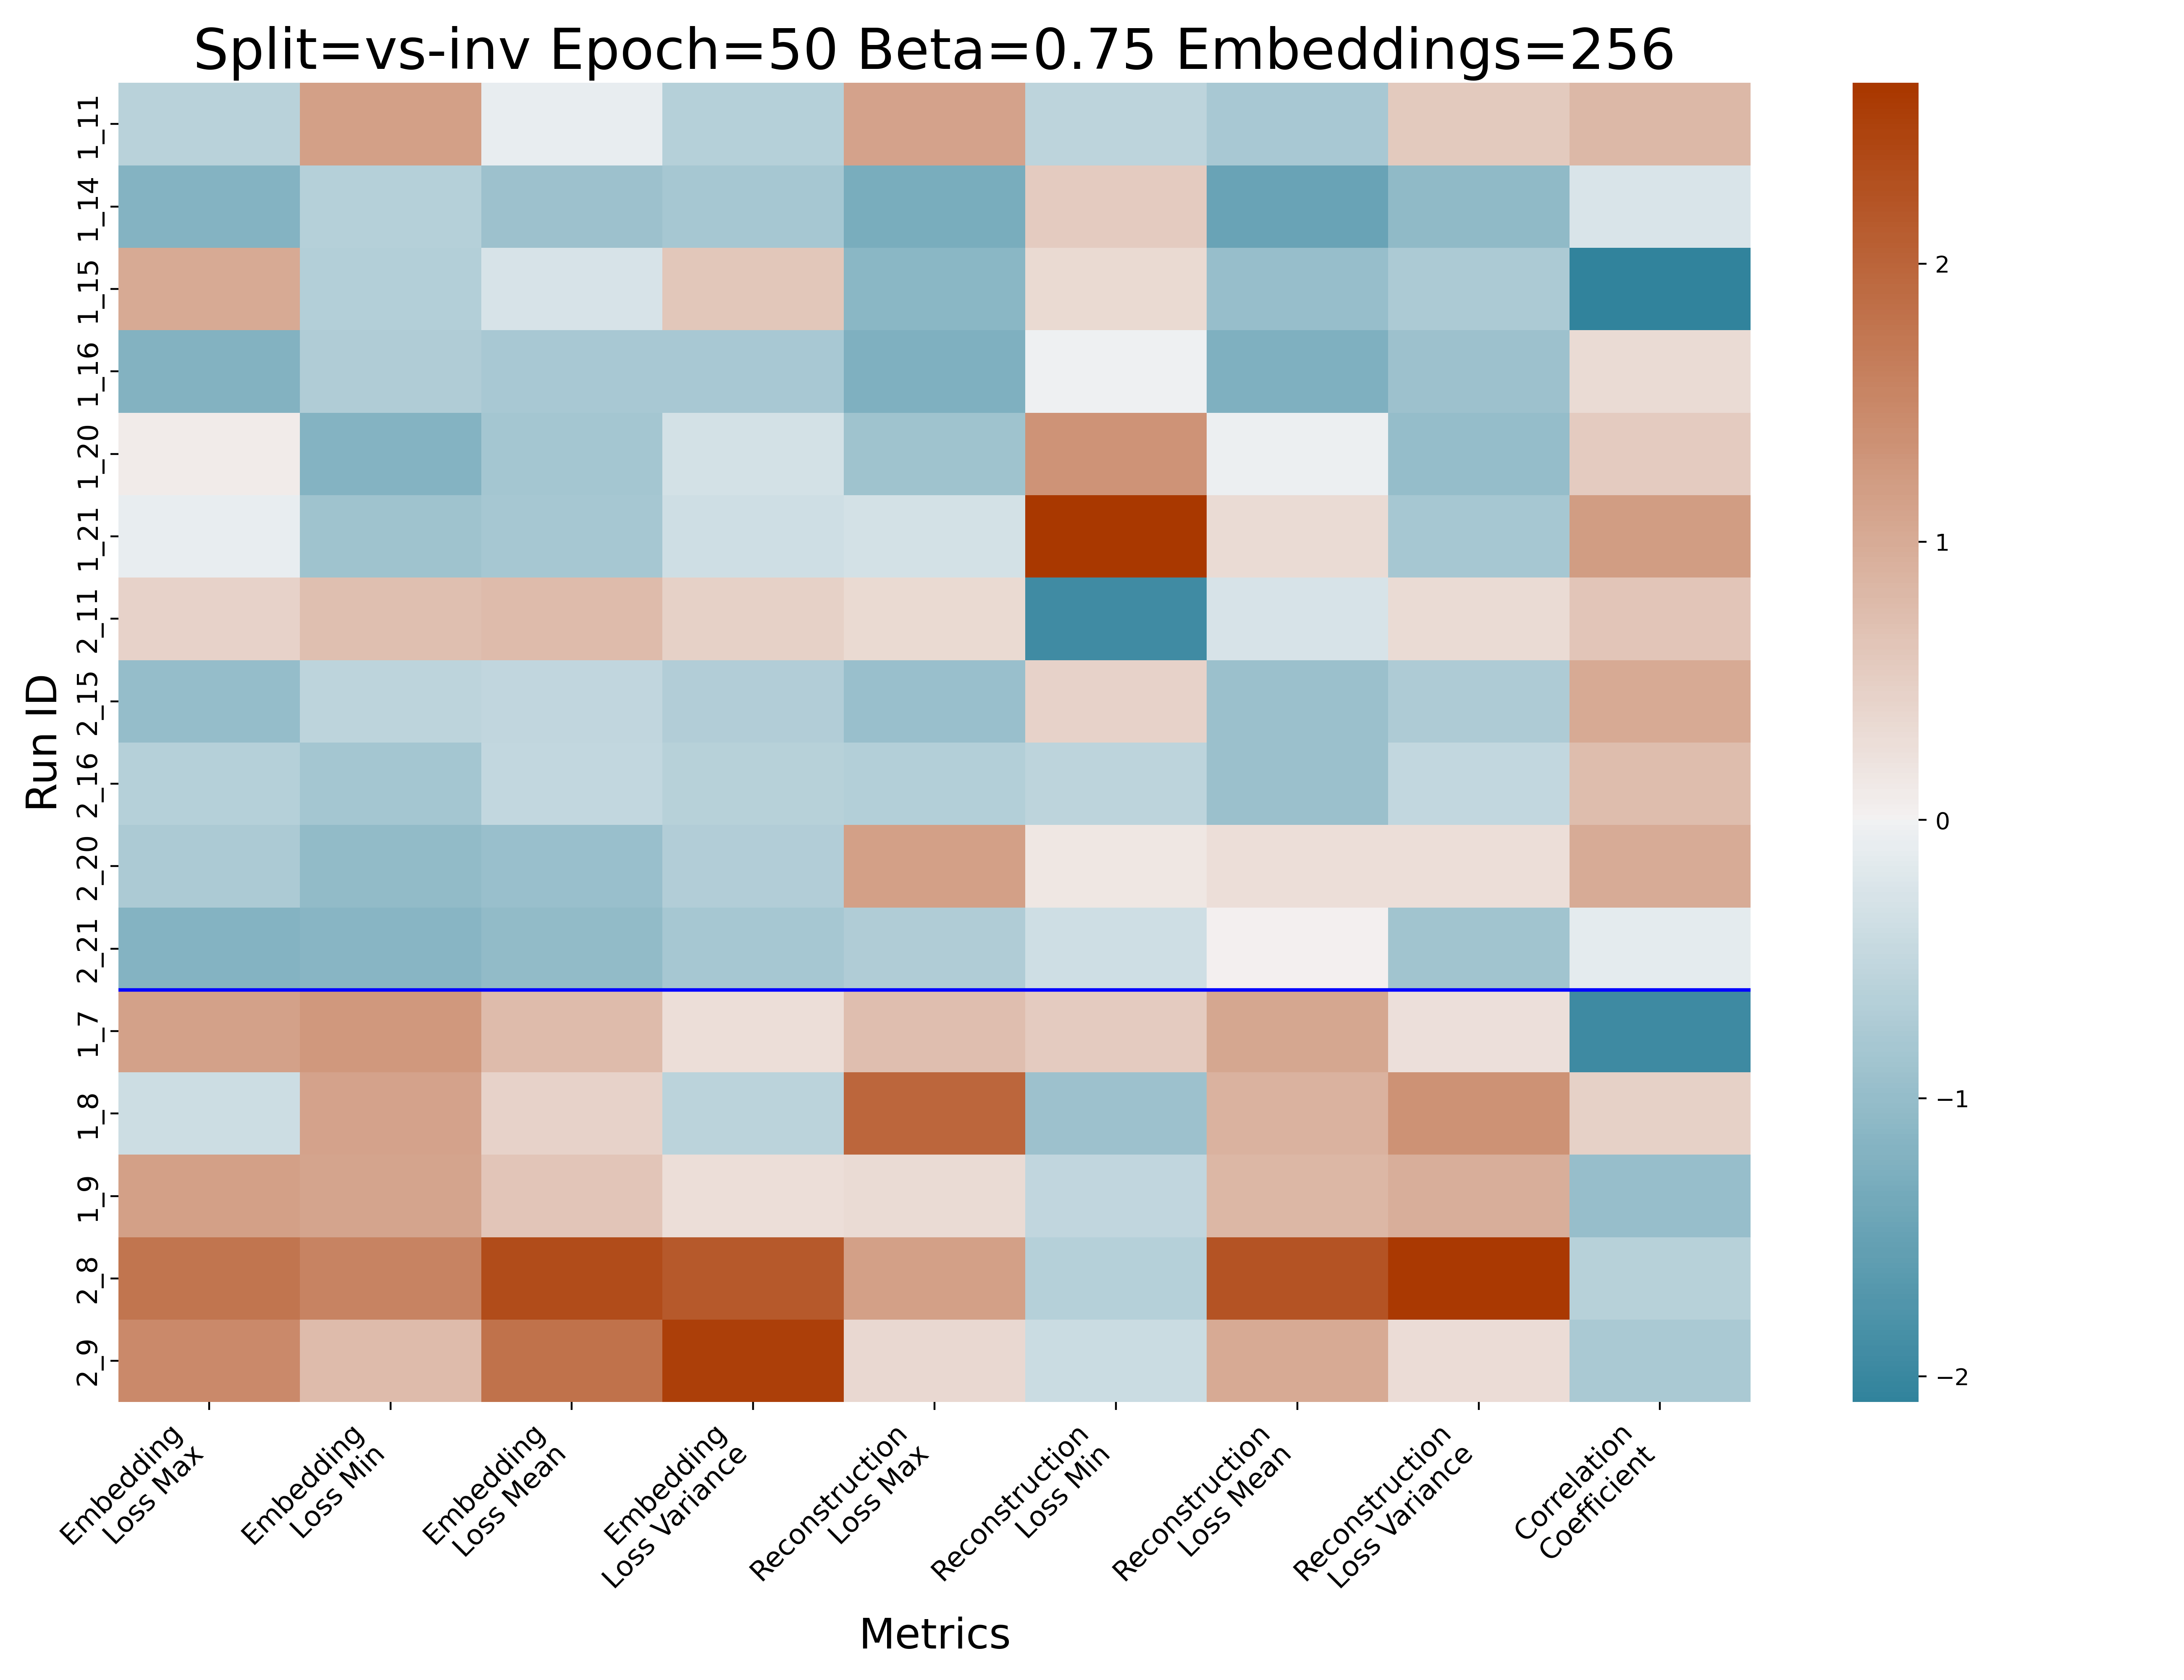 Split=vs-inv Epoch=50 Beta=0.75 Embeddings=256
Run ID
1_11
1_14
1_15
1_16
1_20
1_21
2_11
2_15
2_16
2_20
2_21
1_7
1_8
1_9
2_8
2_9
Embedding
Loss Max
Embedding
Loss Min
Embedding
Loss Mean
Embedding
Loss Variance
Reconstruction
Loss Max
Reconstruction
Loss Min
Reconstruction
Loss Mean
Reconstruction
Loss Variance
Correlation
Coefficient
Metrics
2
1
0
−1
−2